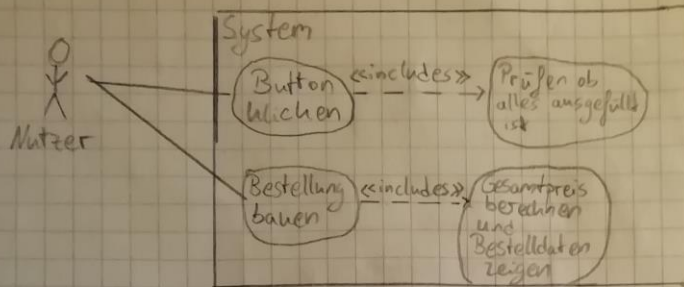 System
Nutzer
Button
klicken
<<includes>>
Prüfen ob
alles ausgefüllt
ist
Bestellung
bauen
<<includes>>
Gesamtpreis
berechnen
und
Bestelldaten
zeigen